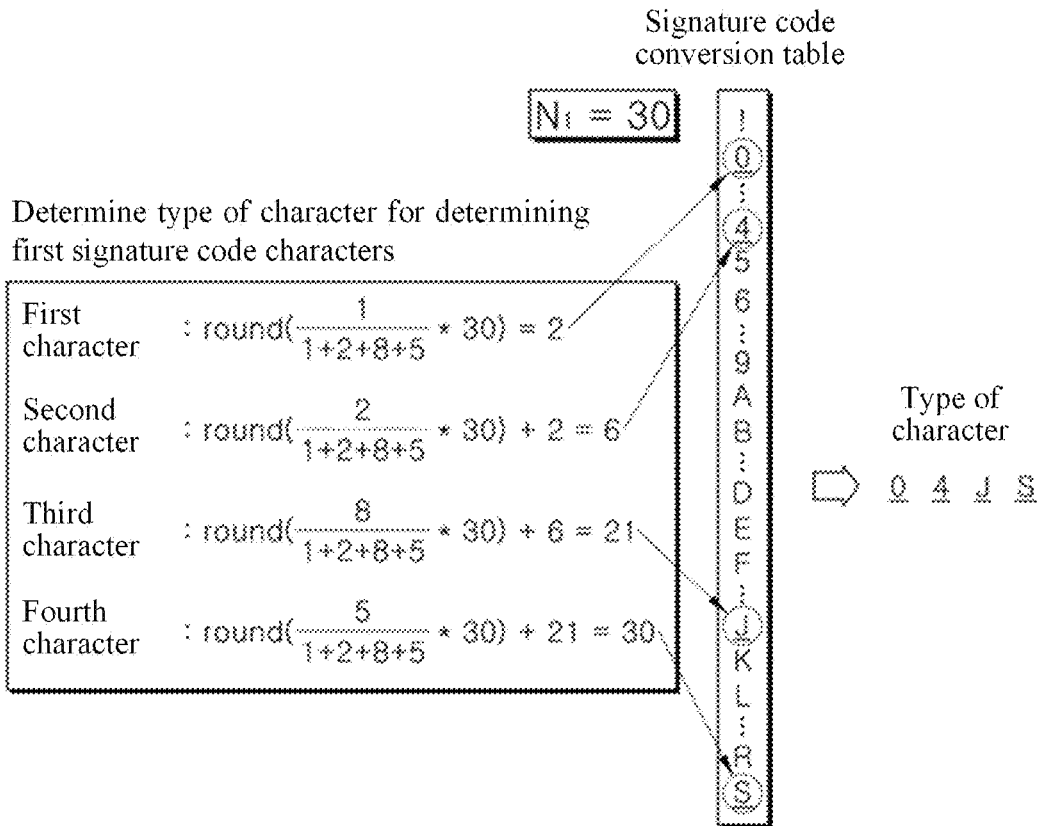 Signature code
conversion table
N₁ = 30
Determine type of character for determining
first signature code characters
First
character : round(1/(1+2+8+5) * 30) = 2
Second
character : round(2/(1+2+8+5) * 30) + 2 = 6
Third
character : round(8/(1+2+8+5) * 30) + 6 = 21
Fourth
character : round(5/(1+2+8+5) * 30) + 21 = 30
0
⋮
4
5
6
⋮
9
A
B
⋮
D
E
F
⋮
J
K
L
⋮
R
S
Type of
character
0 4 J S